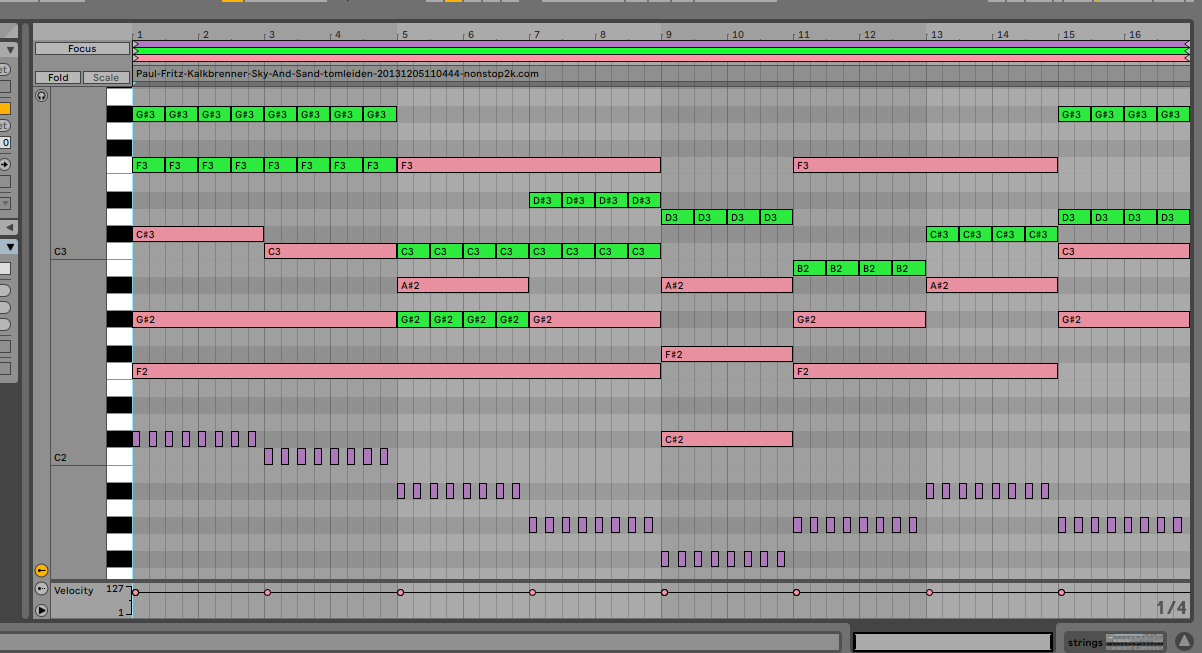 1 2 3 4 5 6 7 8 9 10 11 12 13 14 15 16
Focus
Fold Scale
Paul-Fritz-Kalkbrenner-Sky-And-Sand-tomleiden-20131205110444-nonstop2k.com
G#3 G#3 G#3 G#3 G#3 G#3 G#3 G#3 G#3 G#3 G#3 G#3
et
0
F3 F3 F3 F3 F3 F3 F3 F3 F3 F3
D#3 D#3 D#3 D#3
D3 D3 D3 D3 D3 D3 D3 D3
C#3 C#3 C#3 C#3 C#3
C3 C3 C3 C3 C3 C3 C3 C3 C3 C3 C3
B2 B2 B2 B2
A#2 A#2 A#2
G#2 G#2 G#2 G#2 G#2 G#2 G#2 G#2
F#2
F2 F2
C#2
C2
Velocity 127
1
1/4
strings